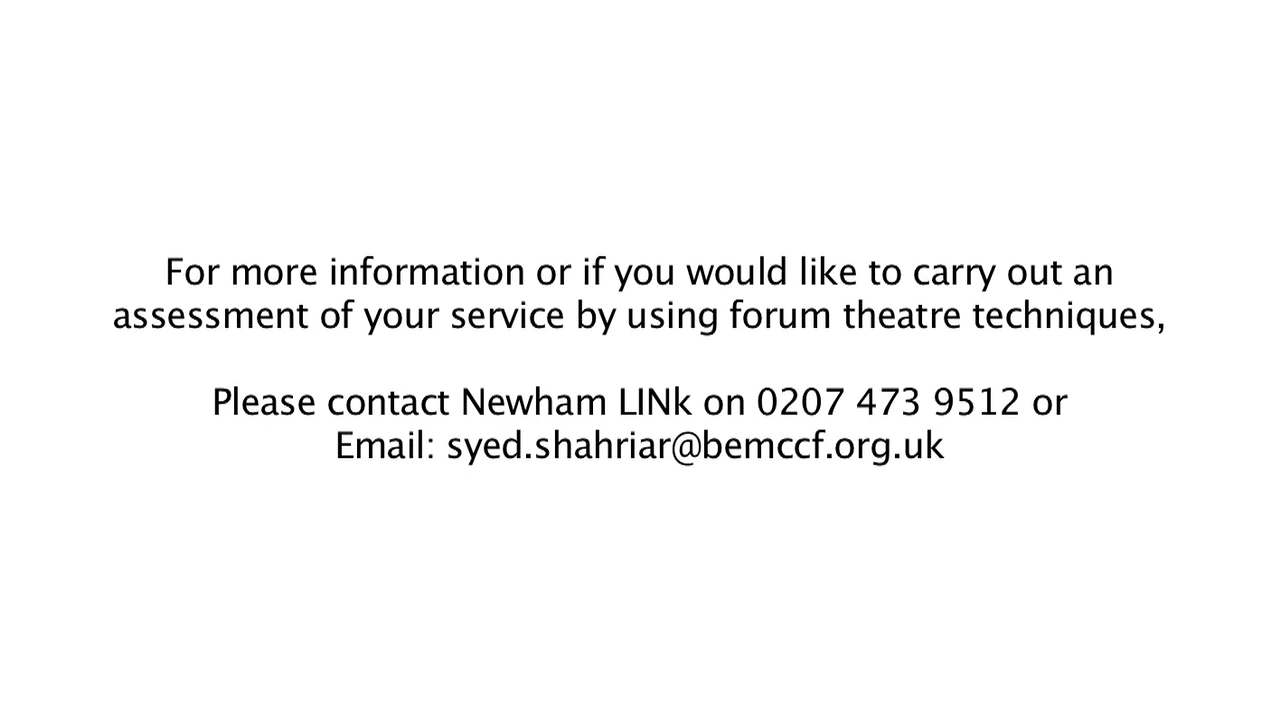 For more information or if you would like to carry out an
assessment of your service by using forum theatre techniques,
Please contact Newham LINk on 0207 473 9512 or
Email: syed.shahriar@bemccf.org.uk